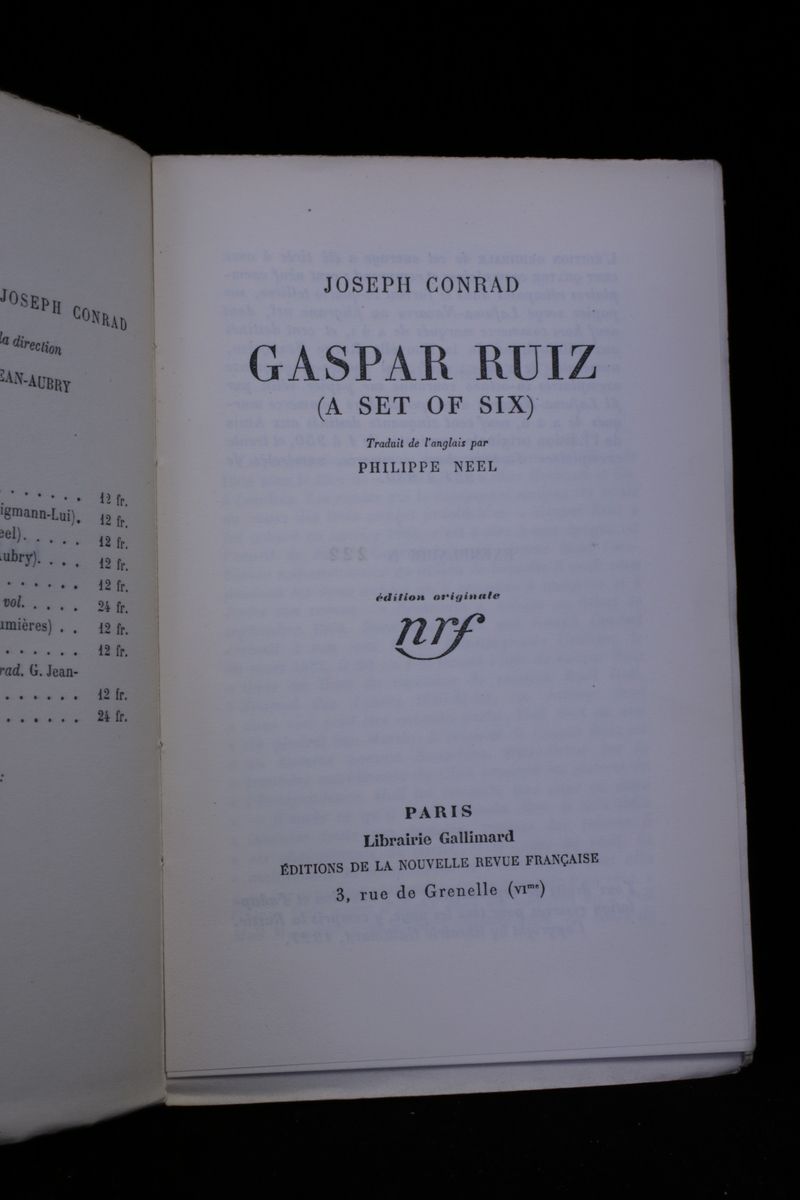 JOSEPH CONRAD
la direction
EAN-AUBRY
. . . . . . . 12 fr.
igmann-Lui). 12 fr.
eel). . . . . 12 fr.
ubry). . . . 12 fr.
. . . . . . 12 fr.
vol. . . . . 24 fr.
umières) . . 12 fr.
. . . . . . 12 fr.
rad. G. Jean-
. . . . . . 12 fr.
. . . . . . 24 fr.
:
JOSEPH CONRAD
GASPAR RUIZ
(A SET OF SIX)
Traduit de l'anglais par
PHILIPPE NEEL
édition originale
nrf
PARIS
Librairie Gallimard
ÉDITIONS DE LA NOUVELLE REVUE FRANÇAISE
3, rue de Grenelle (VIme)